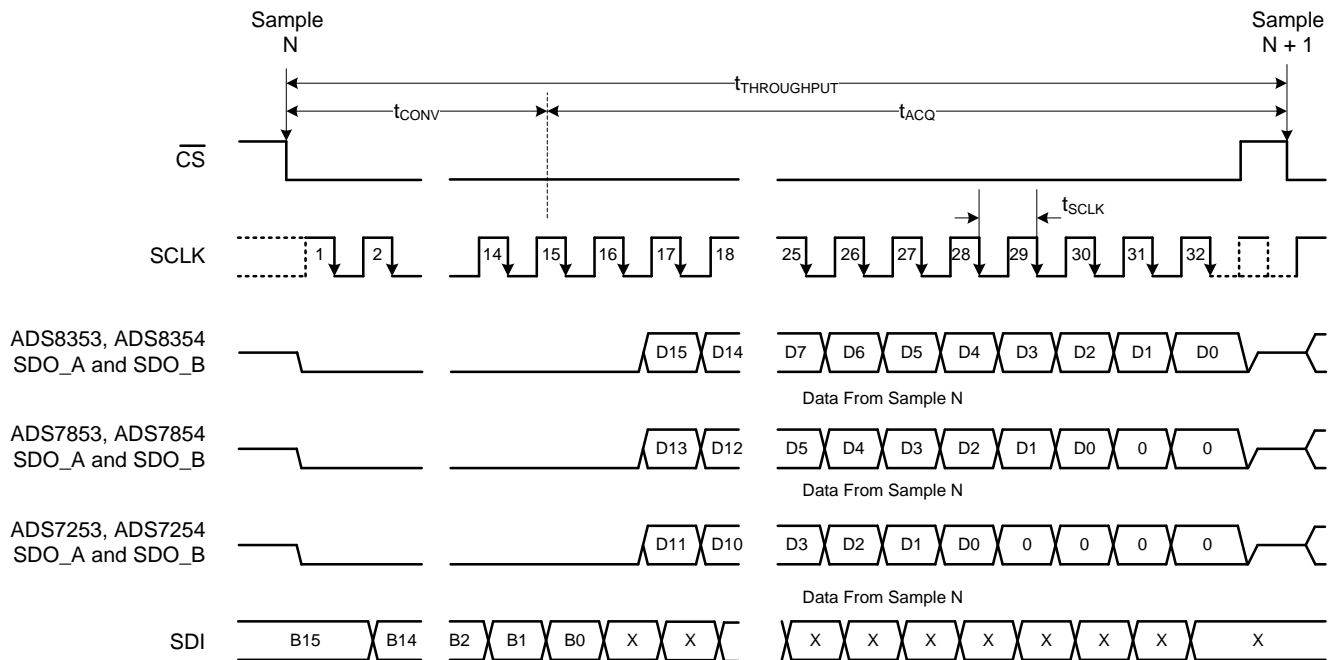 Sample
N
Sample
N + 1
tTHROUGHPUT
tCONV
tACQ
CS
tSCLK
SCLK
1 2 14 15 16 17 18 25 26 27 28 29 30 31 32
ADS8353, ADS8354
SDO_A and SDO_B
D15 D14 D7 D6 D5 D4 D3 D2 D1 D0
Data From Sample N
ADS7853, ADS7854
SDO_A and SDO_B
D13 D12 D5 D4 D3 D2 D1 D0 0 0
Data From Sample N
ADS7253, ADS7254
SDO_A and SDO_B
D11 D10 D3 D2 D1 D0 0 0 0 0
Data From Sample N
SDI
B15 B14 B2 B1 B0 X X X X X X X X X X